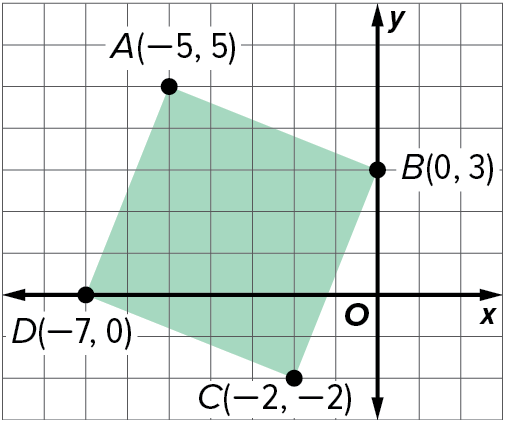 y
A(−5, 5)
B(0, 3)
O
x
D(−7, 0)
C(−2, −2)